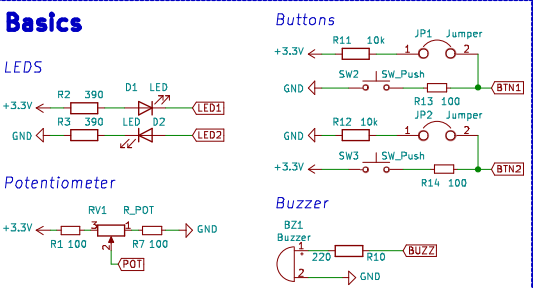 Basics
LEDS
R2 390 D1 LED
+3.3V LED1
R3 390 LED D2
GND LED2
Potentiometer
RV1 R_POT
+3.3V 3 1 GND
R1 100 2 R7 100
POT
Buttons
R11 10k JP1 Jumper
+3.3V 1 2
SW2 SW_Push
GND BTN1
R13 100
R12 10k JP2 Jumper
GND 1 2
SW3 SW_Push
+3.3V BTN2
R14 100
Buzzer
BZ1
Buzzer
1 BUZZ
+ 220 R10
2 GND